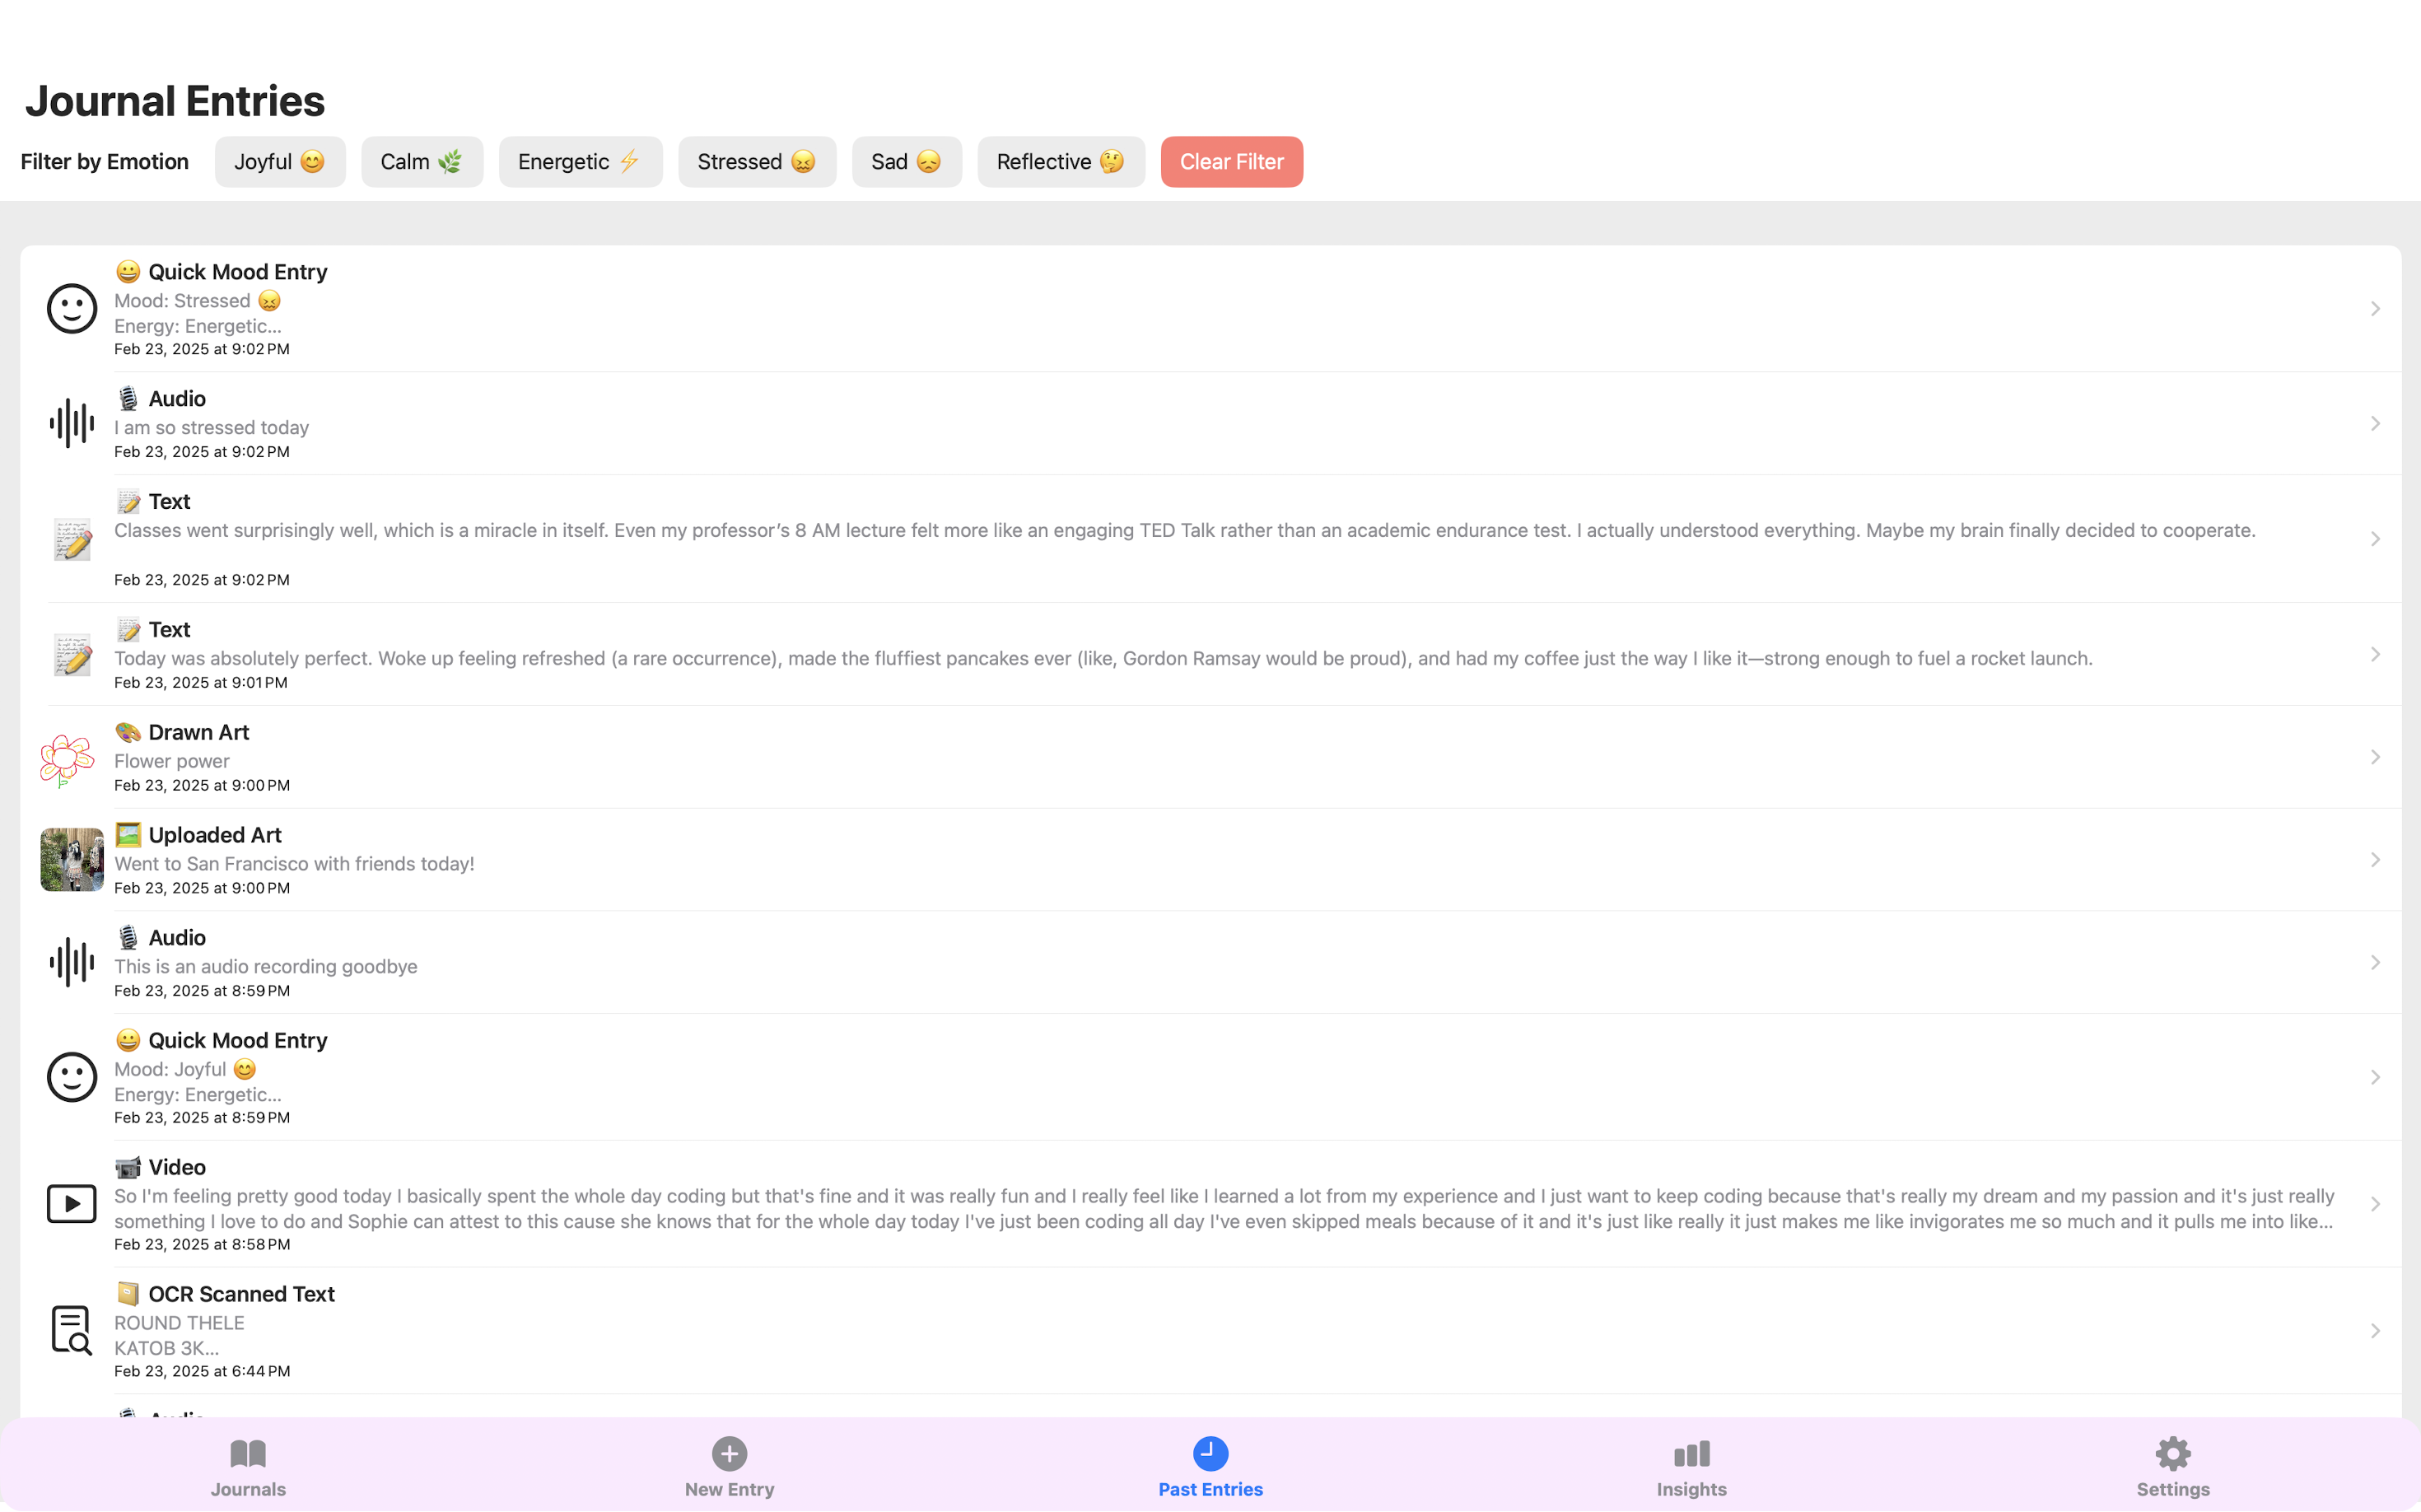 Journal Entries
Filter by Emotion Joyful 😊 Calm 🌿 Energetic ⚡ Stressed 😖 Sad 😞 Reflective 🤔 Clear Filter
😀 Quick Mood Entry
Mood: Stressed 😖
Energy: Energetic...
Feb 23, 2025 at 9:02 PM
🎙️ Audio
I am so stressed today
Feb 23, 2025 at 9:02 PM
📝 Text
Classes went surprisingly well, which is a miracle in itself. Even my professor’s 8 AM lecture felt more like an engaging TED Talk rather than an academic endurance test. I actually understood everything. Maybe my brain finally decided to cooperate.
Feb 23, 2025 at 9:02 PM
📝 Text
Today was absolutely perfect. Woke up feeling refreshed (a rare occurrence), made the fluffiest pancakes ever (like, Gordon Ramsay would be proud), and had my coffee just the way I like it—strong enough to fuel a rocket launch.
Feb 23, 2025 at 9:01 PM
🎨 Drawn Art
Flower power
Feb 23, 2025 at 9:00 PM
🖼️ Uploaded Art
Went to San Francisco with friends today!
Feb 23, 2025 at 9:00 PM
🎙️ Audio
This is an audio recording goodbye
Feb 23, 2025 at 8:59 PM
😀 Quick Mood Entry
Mood: Joyful 😊
Energy: Energetic...
Feb 23, 2025 at 8:59 PM
📹 Video
So I'm feeling pretty good today I basically spent the whole day coding but that's fine and it was really fun and I really feel like I learned a lot from my experience and I just want to keep coding because that's really my dream and my passion and it's just really
something I love to do and Sophie can attest to this cause she knows that for the whole day today I've just been coding all day I've even skipped meals because of it and it's just like really it just makes me like invigorates me so much and it pulls me into like...
Feb 23, 2025 at 8:58 PM
📔 OCR Scanned Text
ROUND THELE
KATOB 3K...
Feb 23, 2025 at 6:44 PM
🎙️ Audio
Journals New Entry Past Entries Insights Settings